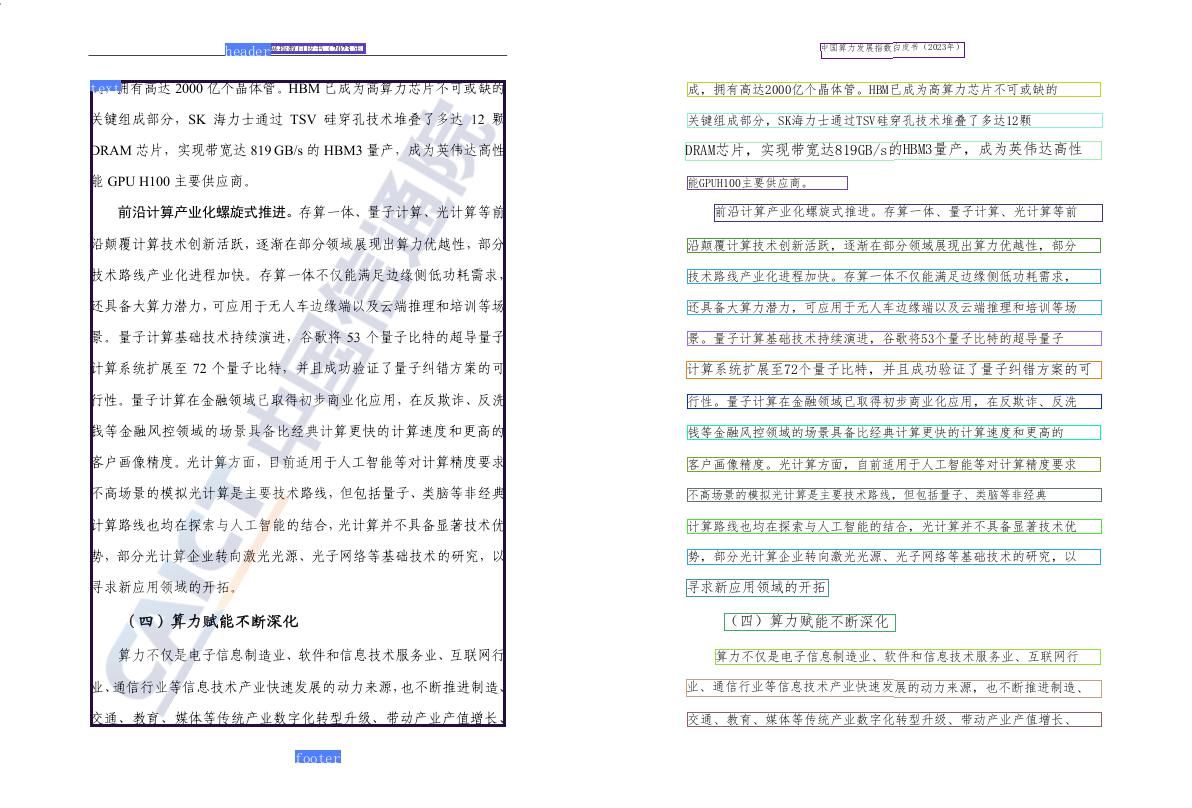 header
指数白皮书（2023 年
text
拥有高达 2000 亿个晶体管。HBM 已成为高算力芯片不可或缺的
关键组成部分，SK 海力士通过 TSV 硅穿孔技术堆叠了多达 12 颗
DRAM 芯片，实现带宽达 819 GB/s 的 HBM3 量产，成为英伟达高性
能 GPU H100 主要供应商。
前沿计算产业化螺旋式推进。存算一体、量子计算、光计算等前
沿颠覆计算技术创新活跃，逐渐在部分领域展现出算力优越性，部分
技术路线产业化进程加快。存算一体不仅能满足边缘侧低功耗需求，
还具备大算力潜力，可应用于无人车边缘端以及云端推理和培训等场
景。量子计算基础技术持续演进，谷歌将 53 个量子比特的超导量子
计算系统扩展至 72 个量子比特，并且成功验证了量子纠错方案的可
行性。量子计算在金融领域已取得初步商业化应用，在反欺诈、反洗
钱等金融风控领域的场景具备比经典计算更快的计算速度和更高的
客户画像精度。光计算方面，目前适用于人工智能等对计算精度要求
不高场景的模拟光计算是主要技术路线，但包括量子、类脑等非经典
计算路线也均在探索与人工智能的结合，光计算并不具备显著技术优
势，部分光计算企业转向激光光源、光子网络等基础技术的研究，以
寻求新应用领域的开拓。
（四）算力赋能不断深化
算力不仅是电子信息制造业、软件和信息技术服务业、互联网行
业、通信行业等信息技术产业快速发展的动力来源，也不断推进制造、
交通、教育、媒体等传统产业数字化转型升级、带动产业产值增长、
CAICT 中国信通院
footer
中国算力发展指数白皮书（2023年）
成，拥有高达2000亿个晶体管。HBM已成为高算力芯片不可或缺的
关键组成部分，SK海力士通过TSV硅穿孔技术堆叠了多达12颗
DRAM芯片，实现带宽达819GB/s的HBM3量产，成为英伟达高性
能GPUH100主要供应商。
前沿计算产业化螺旋式推进。存算一体、量子计算、光计算等前
沿颠覆计算技术创新活跃，逐渐在部分领域展现出算力优越性，部分
技术路线产业化进程加快。存算一体不仅能满足边缘侧低功耗需求，
还具备大算力潜力，可应用于无人车边缘端以及云端推理和培训等场
景。量子计算基础技术持续演进，谷歌将53个量子比特的超导量子
计算系统扩展至72个量子比特，并且成功验证了量子纠错方案的可
行性。量子计算在金融领域已取得初步商业化应用，在反欺诈、反洗
钱等金融风控领域的场景具备比经典计算更快的计算速度和更高的
客户画像精度。光计算方面，自前适用于人工智能等对计算精度要求
不高场景的模拟光计算是主要技术路线，但包括量子、类脑等非经典
计算路线也均在探索与人工智能的结合，光计算并不具备显著技术优
势，部分光计算企业转向激光光源、光子网络等基础技术的研究，以
寻求新应用领域的开拓
（四）算力赋能不断深化
算力不仅是电子信息制造业、软件和信息技术服务业、互联网行
业、通信行业等信息技术产业快速发展的动力来源，也不断推进制造、
交通、教育、媒体等传统产业数字化转型升级、带动产业产值增长、